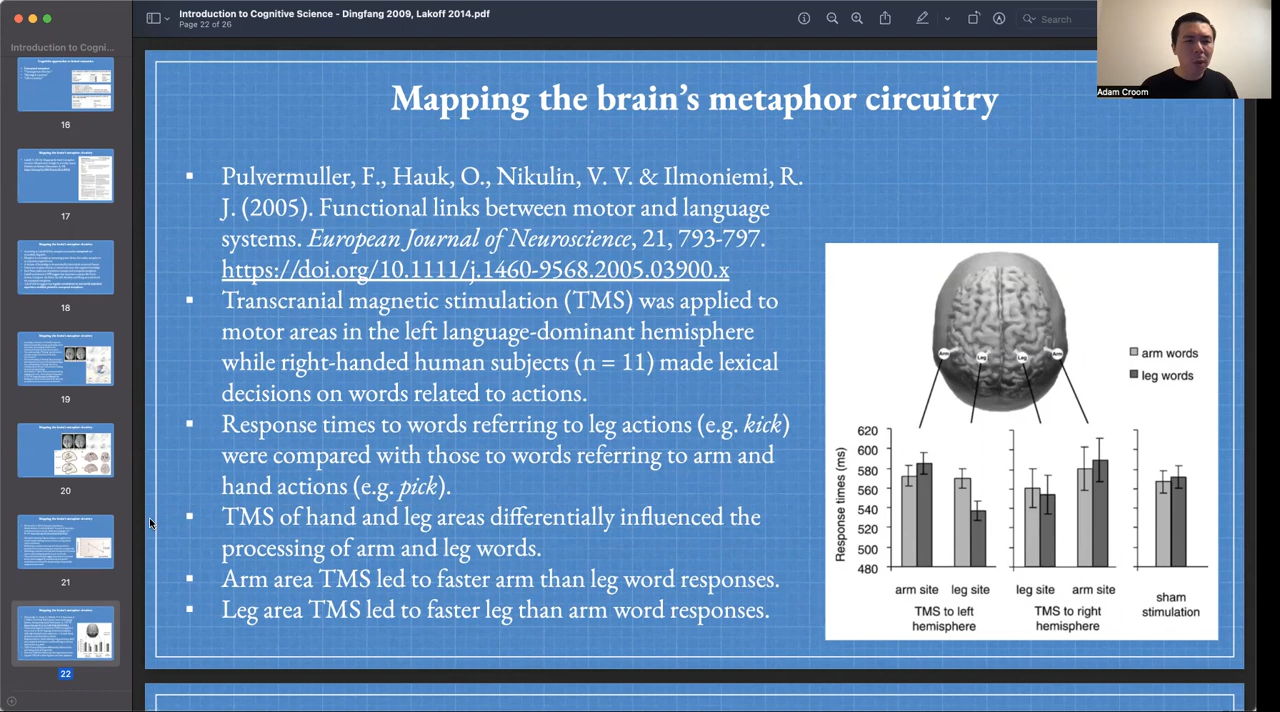 Introduction to Cognitive Science - Dingfang 2009, Lakoff 2014.pdf
Page 22 of 26
Search
Adam Croom
Introduction to Cogni...
16
17
18
19
20
21
22
Mapping the brain's metaphor circuitry
▪ Pulvermuller, F., Hauk, O., Nikulin, V. V. & Ilmoniemi, R.
J. (2005). Functional links between motor and language
systems. European Journal of Neuroscience, 21, 793-797.
https://doi.org/10.1111/j.1460-9568.2005.03900.x
▪ Transcranial magnetic stimulation (TMS) was applied to
motor areas in the left language-dominant hemisphere
while right-handed human subjects (n = 11) made lexical
decisions on words related to actions.
▪ Response times to words referring to leg actions (e.g. kick)
were compared with those to words referring to arm and
hand actions (e.g. pick).
▪ TMS of hand and leg areas differentially influenced the
processing of arm and leg words.
▪ Arm area TMS led to faster arm than leg word responses.
▪ Leg area TMS led to faster leg than arm word responses.
Arm Leg Leg Arm
arm words
leg words
Response times (ms)
620
600
580
560
540
520
500
480
arm site leg site leg site arm site
TMS to left
hemisphere
TMS to right
hemisphere
sham
stimulation